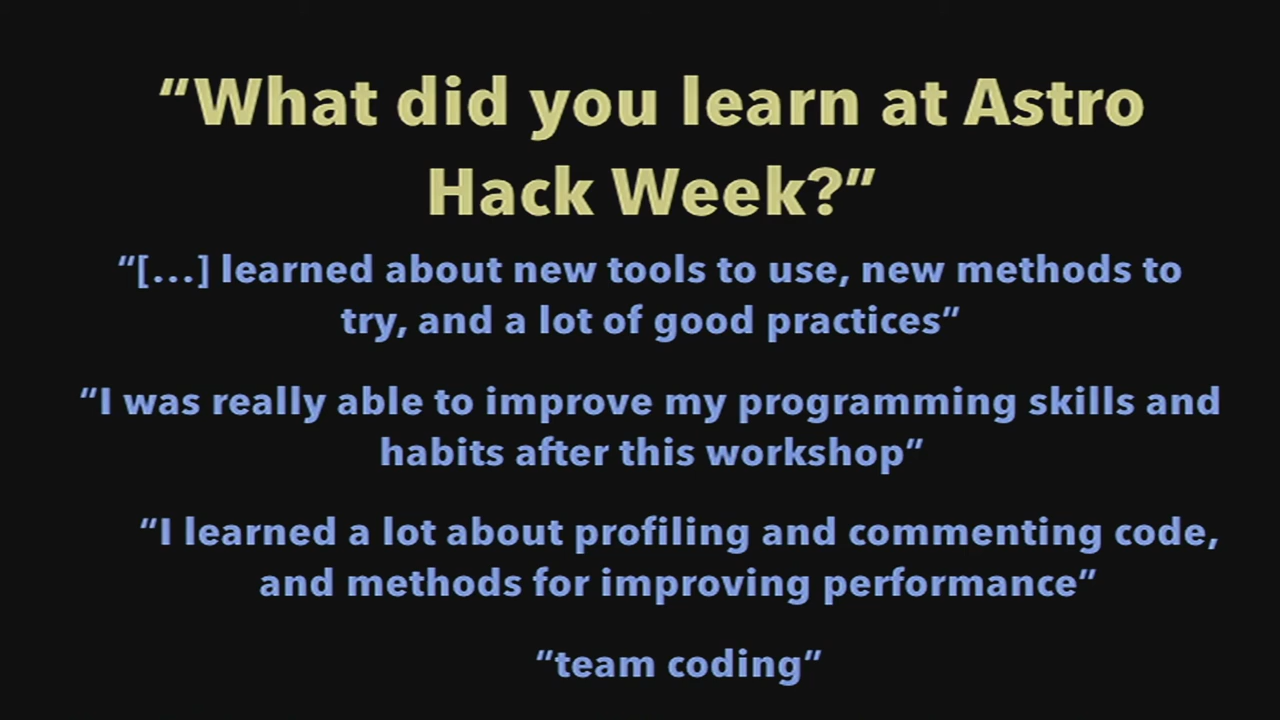 “What did you learn at Astro
Hack Week?”
“[…] learned about new tools to use, new methods to
try, and a lot of good practices”
“I was really able to improve my programming skills and
habits after this workshop”
“I learned a lot about profiling and commenting code,
and methods for improving performance”
“team coding”